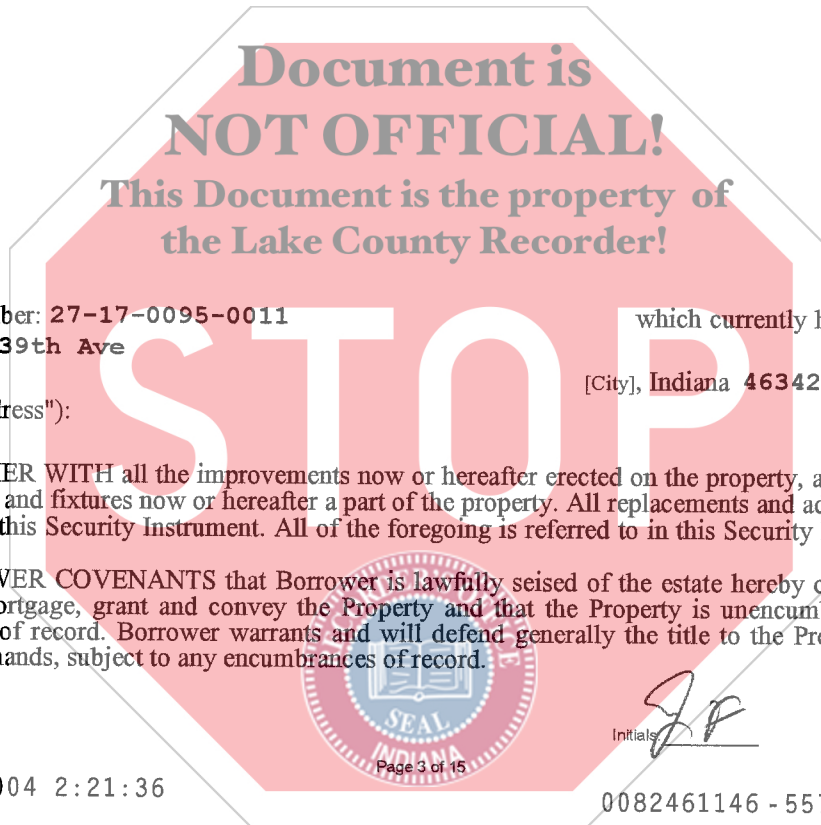 Document is
NOT OFFICIAL!
This Document is the property of
the Lake County Recorder!
STOP
ber: 27-17-0095-0011 which currently h
39th Ave
[City], Indiana 46342
ress"):
ER WITH all the improvements now or hereafter erected on the property, a
and fixtures now or hereafter a part of the property. All replacements and ad
this Security Instrument. All of the foregoing is referred to in this Security
VER COVENANTS that Borrower is lawfully seised of the estate hereby c
ortgage, grant and convey the Property and that the Property is unencum
of record. Borrower warrants and will defend generally the title to the Pr
ands, subject to any encumbrances of record.
SEAL
INDIANA
Initials:
Page 3 of 15
04 2:21:36
0082461146 - 55